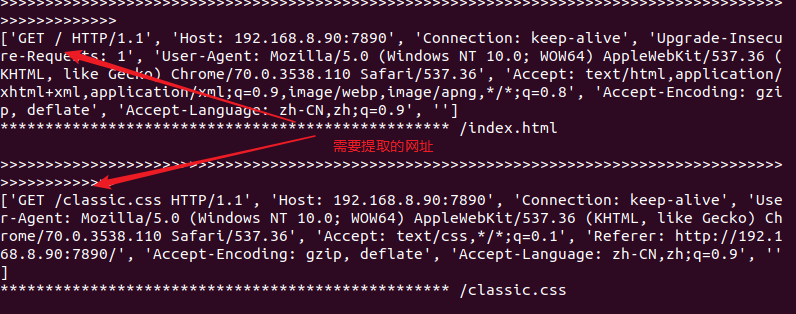 >>>>>>>>>>>>>>>>>>>>>>>>>>>>>>>>>>>>>>>>>>>>>>>>>>>>>>>>>>>>>>>>>>>>>>>>>>>>>>>>>>>>>>>
>>>>>>>>>>>>>
['GET / HTTP/1.1', 'Host: 192.168.8.90:7890', 'Connection: keep-alive', 'Upgrade-Insecu
re-Requests: 1', 'User-Agent: Mozilla/5.0 (Windows NT 10.0; WOW64) AppleWebKit/537.36 (
KHTML, like Gecko) Chrome/70.0.3538.110 Safari/537.36', 'Accept: text/html,application/
xhtml+xml,application/xml;q=0.9,image/webp,image/apng,*/*;q=0.8', 'Accept-Encoding: gzi
p, deflate', 'Accept-Language: zh-CN,zh;q=0.9', '']
************************************************** /index.html
需要提取的网址
>>>>>>>>>>>>>>>>>>>>>>>>>>>>>>>>>>>>>>>>>>>>>>>>>>>>>>>>>>>>>>>>>>>>>>>>>>>>>>>>>>>>>>>
>>>>>>>>>>>>>
['GET /classic.css HTTP/1.1', 'Host: 192.168.8.90:7890', 'Connection: keep-alive', 'Use
r-Agent: Mozilla/5.0 (Windows NT 10.0; WOW64) AppleWebKit/537.36 (KHTML, like Gecko) Ch
rome/70.0.3538.110 Safari/537.36', 'Accept: text/css,*/*;q=0.1', 'Referer: http://192.1
68.8.90:7890/', 'Accept-Encoding: gzip, deflate', 'Accept-Language: zh-CN,zh;q=0.9', ''
]
************************************************** /classic.css